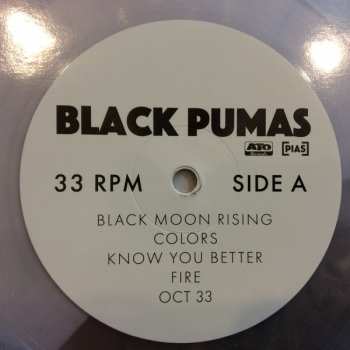 BLACK PUMAS
ATO [PIAS]
33 RPM SIDE A
BLACK MOON RISING
COLORS
KNOW YOU BETTER
FIRE
OCT 33